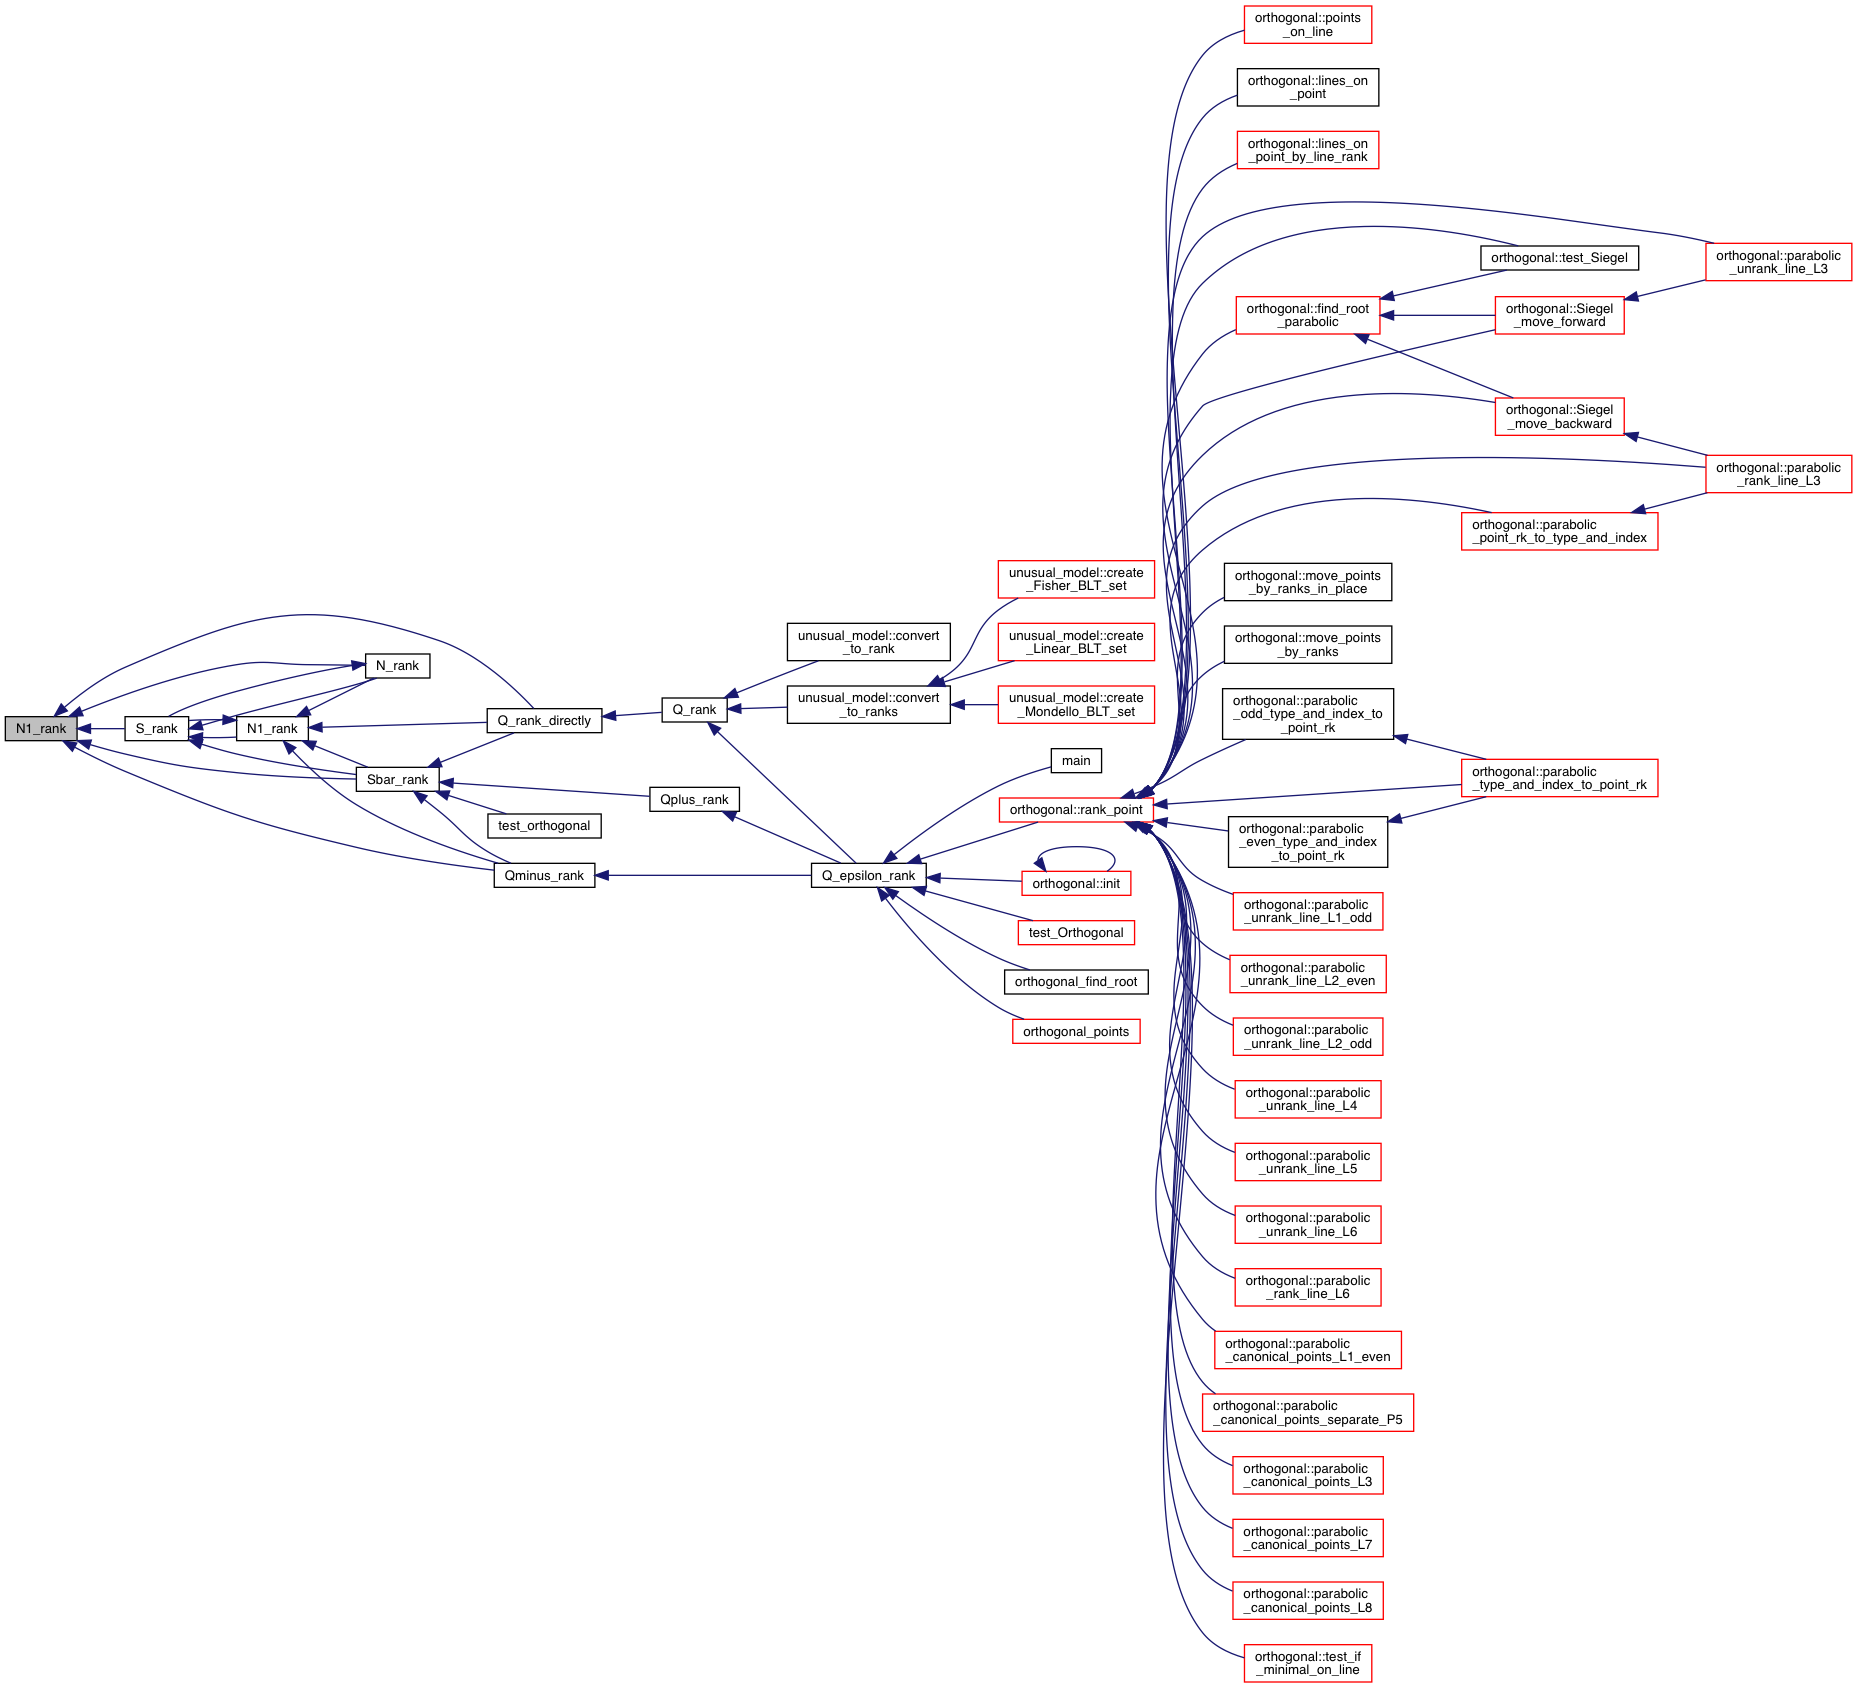 N1_rank
S_rank
N1_rank
N_rank
Sbar_rank
Q_rank_directly
test_orthogonal
Qminus_rank
Q_rank
Qplus_rank
unusual_model::convert
_to_rank
unusual_model::convert
_to_ranks
Q_epsilon_rank
unusual_model::create
_Fisher_BLT_set
unusual_model::create
_Linear_BLT_set
unusual_model::create
_Mondello_BLT_set
main
orthogonal::rank_point
orthogonal::init
test_Orthogonal
orthogonal_find_root
orthogonal_points
orthogonal::points
_on_line
orthogonal::lines_on
_point
orthogonal::lines_on
_point_by_line_rank
orthogonal::find_root
_parabolic
orthogonal::move_points
_by_ranks_in_place
orthogonal::move_points
_by_ranks
orthogonal::parabolic
_odd_type_and_index_to
_point_rk
orthogonal::parabolic
_even_type_and_index
_to_point_rk
orthogonal::parabolic
_unrank_line_L1_odd
orthogonal::parabolic
_unrank_line_L2_even
orthogonal::parabolic
_unrank_line_L2_odd
orthogonal::parabolic
_unrank_line_L4
orthogonal::parabolic
_unrank_line_L5
orthogonal::parabolic
_unrank_line_L6
orthogonal::parabolic
_rank_line_L6
orthogonal::parabolic
_canonical_points_L1_even
orthogonal::parabolic
_canonical_points_separate_P5
orthogonal::parabolic
_canonical_points_L3
orthogonal::parabolic
_canonical_points_L7
orthogonal::parabolic
_canonical_points_L8
orthogonal::test_if
_minimal_on_line
orthogonal::test_Siegel
orthogonal::Siegel
_move_forward
orthogonal::Siegel
_move_backward
orthogonal::parabolic
_point_rk_to_type_and_index
orthogonal::parabolic
_type_and_index_to_point_rk
orthogonal::parabolic
_unrank_line_L3
orthogonal::parabolic
_rank_line_L3